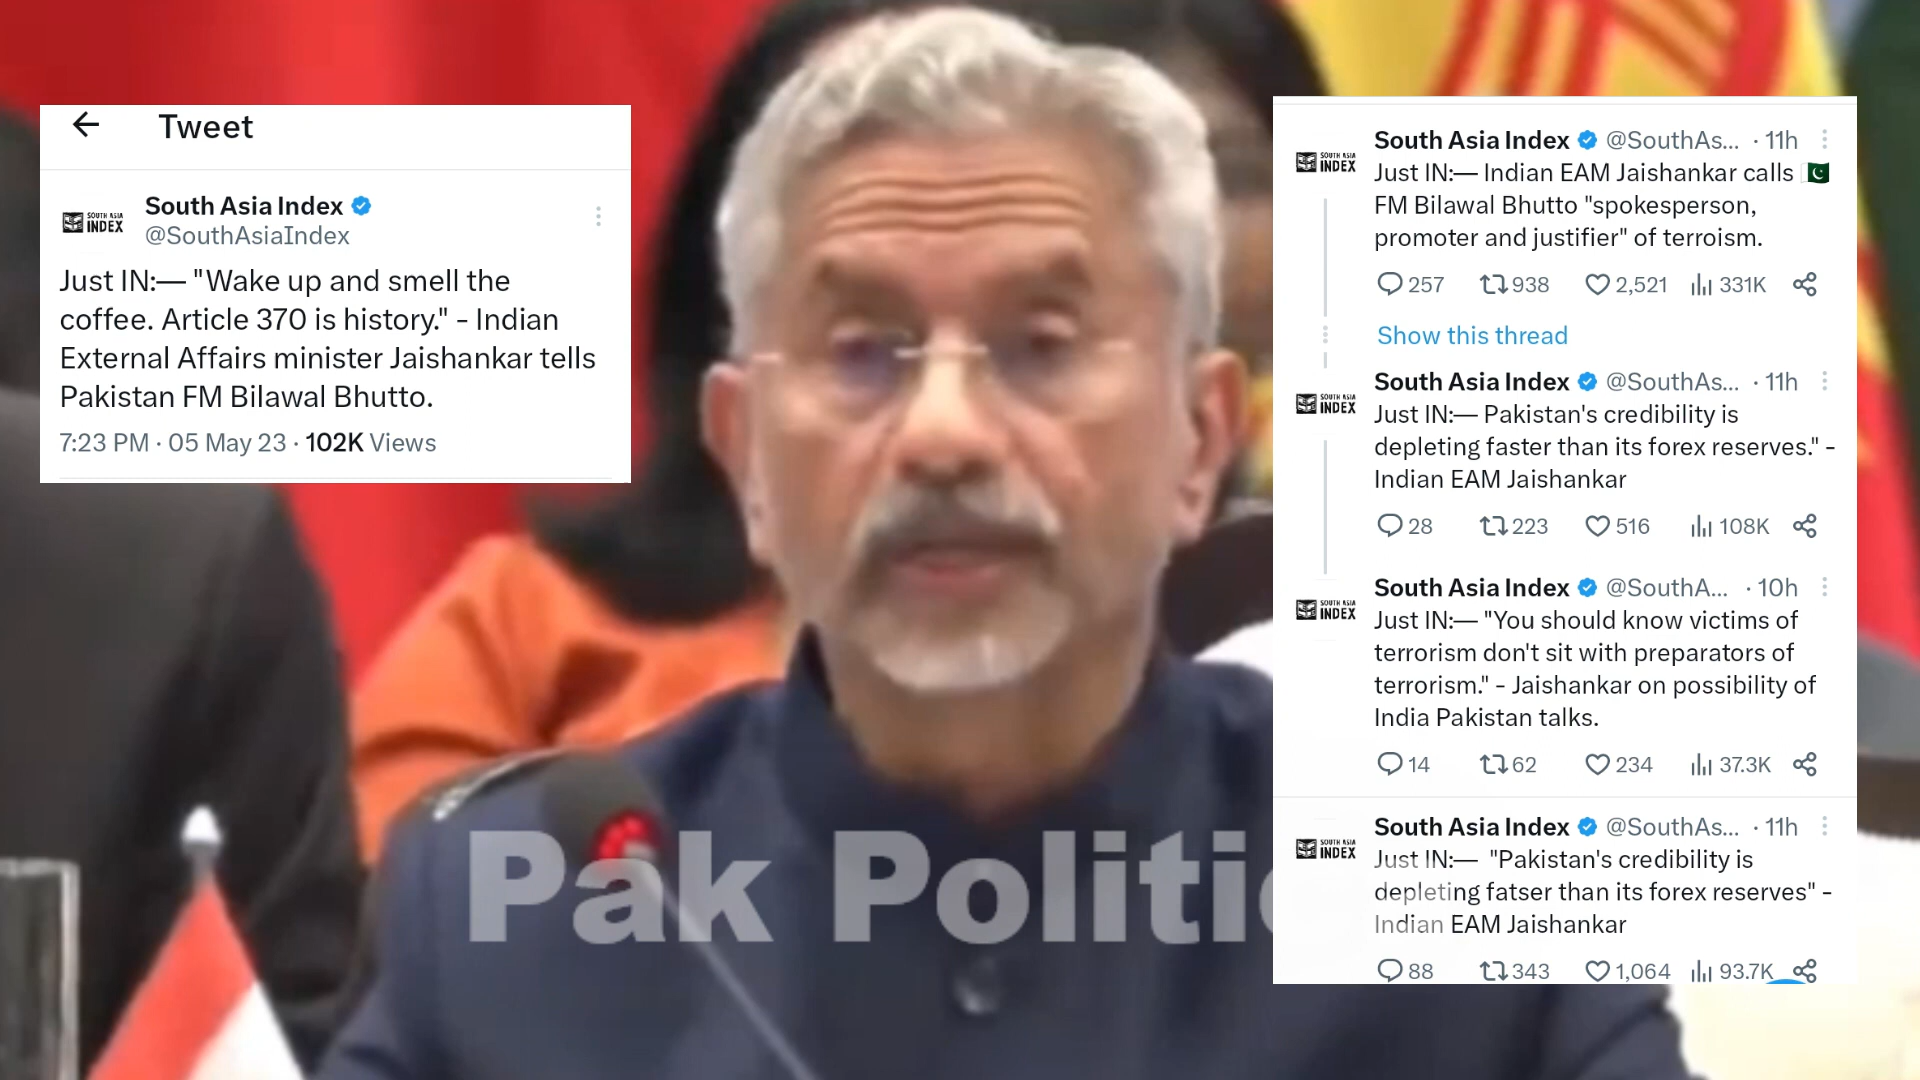 Tweet
SOUTH ASIA
INDEX
South Asia Index
@SouthAsiaIndex
Just IN:— "Wake up and smell the
coffee. Article 370 is history." - Indian
External Affairs minister Jaishankar tells
Pakistan FM Bilawal Bhutto.
7:23 PM · 05 May 23 · 102K Views
SOUTH ASIA
INDEX
South Asia Index @SouthAs... · 11h
Just IN:— Indian EAM Jaishankar calls 🇵🇰
FM Bilawal Bhutto "spokesperson,
promoter and justifier" of terroism.
257 938 2,521 331K
Show this thread
SOUTH ASIA
INDEX
South Asia Index @SouthAs... · 11h
Just IN:— Pakistan's credibility is
depleting faster than its forex reserves." -
Indian EAM Jaishankar
28 223 516 108K
SOUTH ASIA
INDEX
South Asia Index @SouthA... · 10h
Just IN:— "You should know victims of
terrorism don't sit with preparators of
terrorism." - Jaishankar on possibility of
India Pakistan talks.
14 62 234 37.3K
SOUTH ASIA
INDEX
South Asia Index @SouthAs... · 11h
Just IN:— "Pakistan's credibility is
depleting fatser than its forex reserves" -
Indian EAM Jaishankar
88 343 1,064 93.7K
Pak Politi